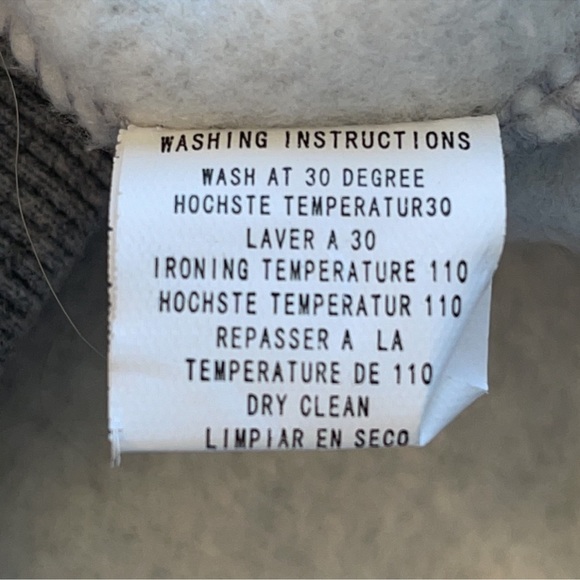 WASHING INSTRUCTIONS
WASH AT 30 DEGREE
HOCHSTE TEMPERATUR30
LAVER A 30
IRONING TEMPERATURE 110
HOCHSTE TEMPERATUR 110
REPASSER A LA
TEMPERATURE DE 110
DRY CLEAN
LIMPIAR EN SECO